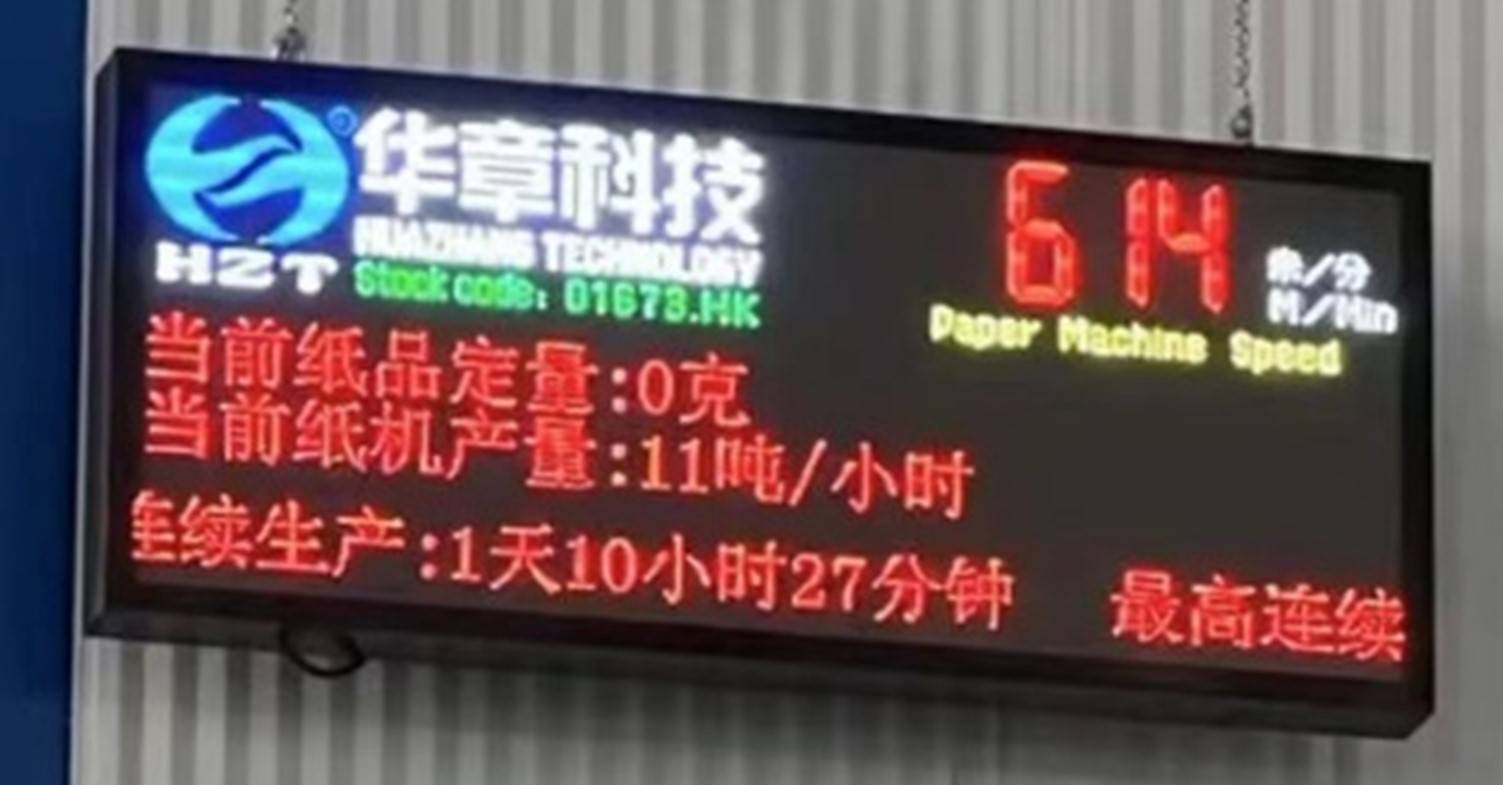 华章科技
HUAZHANG TECHNOLOGY
HZT
Stock code: 01673.HK
614
米/分
M/Min
Paper Machine Speed
当前纸品定量:0克
当前纸机产量:11吨/小时
连续生产:1天10小时27分钟 最高连续